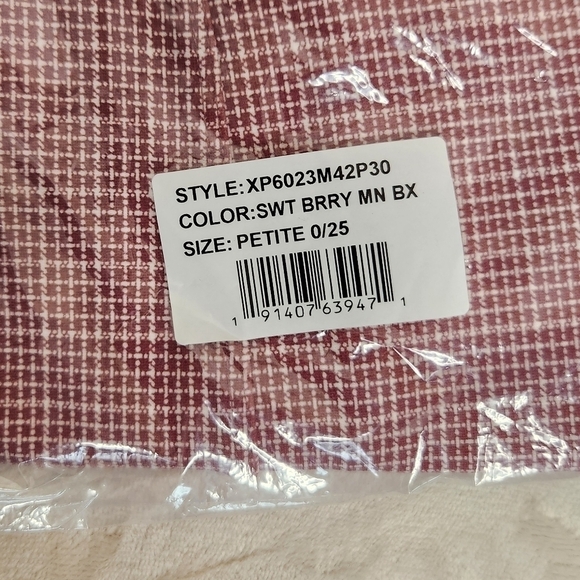 STYLE:XP6023M42P30
COLOR:SWT BRRY MN BX
SIZE: PETITE 0/25
1 91407 63947 1